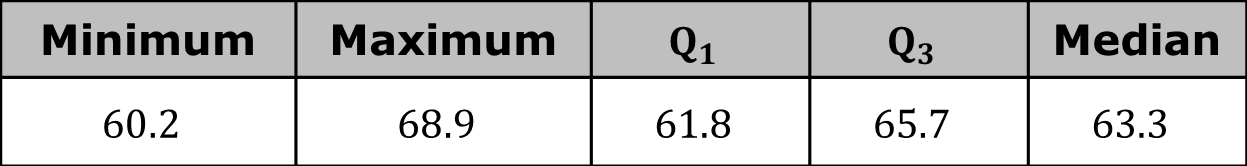 Minimum Maximum Q₁ Q₃ Median
60.2 68.9 61.8 65.7 63.3